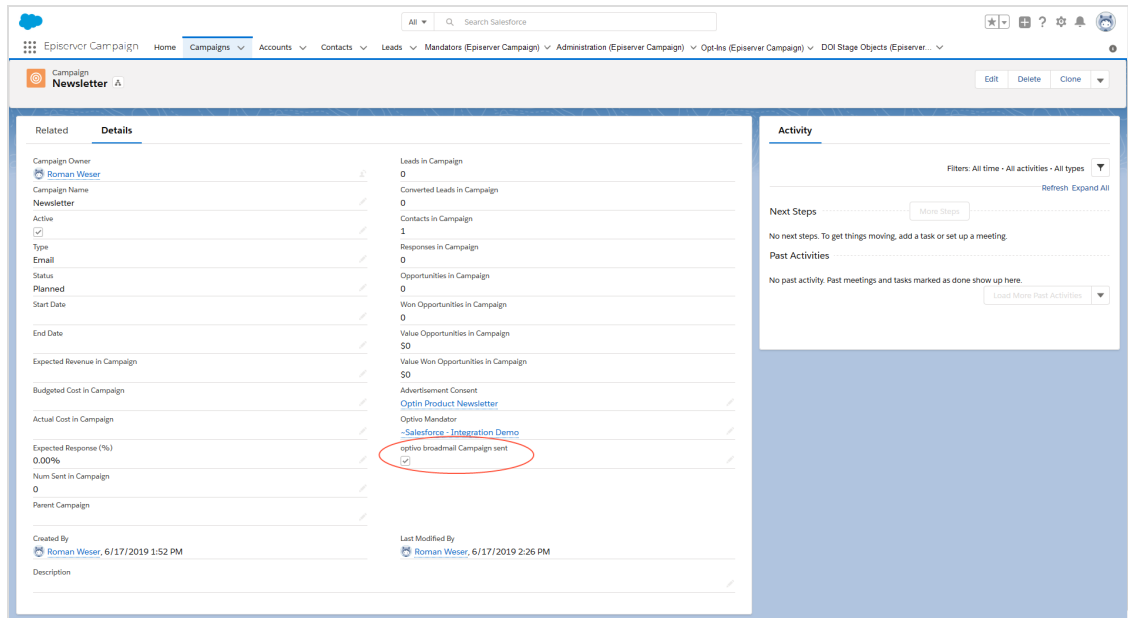 All
Search Salesforce
Episerver Campaign Home Campaigns Accounts Contacts Leads Mandators (Episerver Campaign) Administration (Episerver Campaign) Opt-Ins (Episerver Campaign) DOI Stage Objects (Episerver...
Campaign
Newsletter
Edit Delete Clone
Related Details
Campaign Owner
Roman Weser
Campaign Name
Newsletter
Active
Type
Email
Status
Planned
Start Date
End Date
Expected Revenue in Campaign
Budgeted Cost in Campaign
Actual Cost in Campaign
Expected Response (%)
0.00%
Num Sent in Campaign
0
Parent Campaign
Created By
Roman Weser, 6/17/2019 1:52 PM
Description
Leads in Campaign
0
Converted Leads in Campaign
0
Contacts in Campaign
1
Responses in Campaign
0
Opportunities in Campaign
0
Won Opportunities in Campaign
0
Value Opportunities in Campaign
$0
Value Won Opportunities in Campaign
$0
Advertisement Consent
Optin Product Newsletter
Optivo Mandator
~Salesforce - Integration Demo
optivo broadmail Campaign sent
Last Modified By
Roman Weser, 6/17/2019 2:26 PM
Activity
Filters: All time • All activities • All types
Refresh Expand All
Next Steps
More Steps
No next steps. To get things moving, add a task or set up a meeting.
Past Activities
No past activity. Past meetings and tasks marked as done show up here.
Load More Past Activities